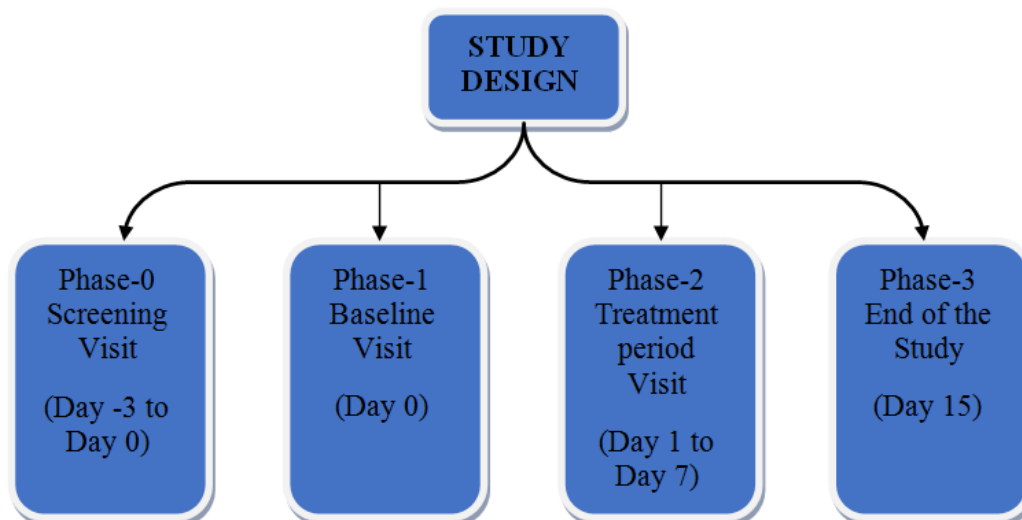 STUDY
DESIGN
Phase-0
Screening
Visit
(Day -3 to
Day 0)
Phase-1
Baseline
Visit
(Day 0)
Phase-2
Treatment
period
Visit
(Day 1 to
Day 7)
Phase-3
End of the
Study
(Day 15)